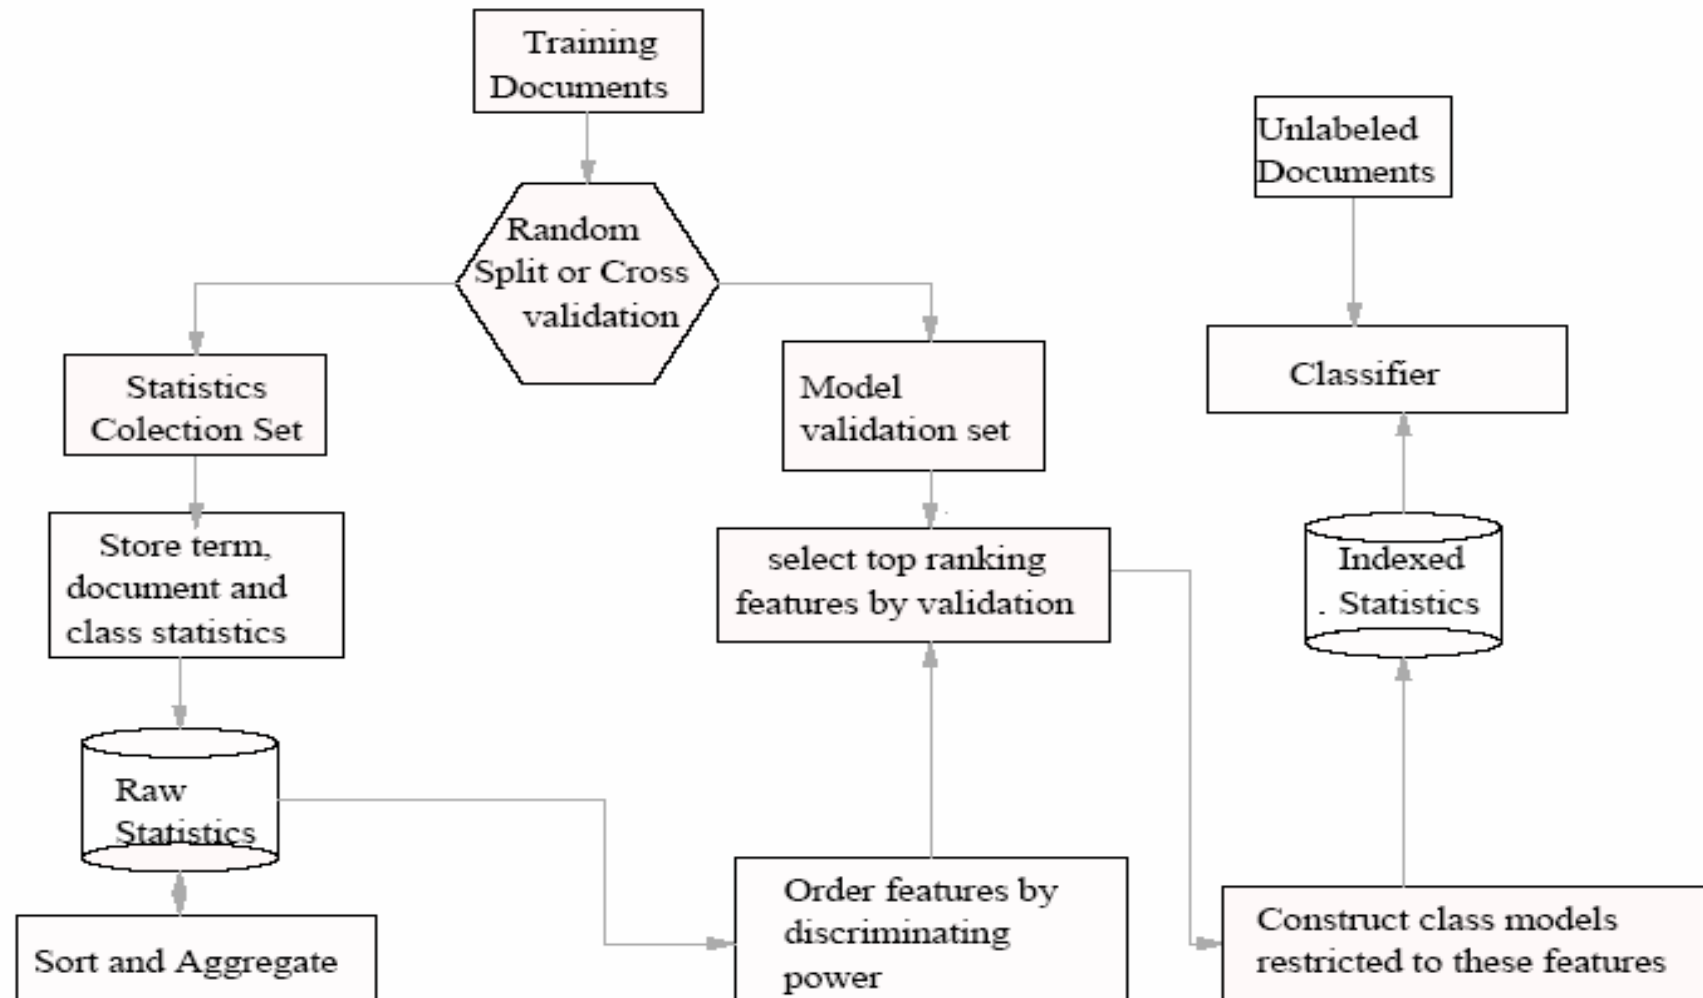 Training
Documents
Unlabeled
Documents
Random
Split or Cross
validation
Statistics
Colection Set
Model
validation set
Classifier
Store term,
document and
class statistics
select top ranking
features by validation
Indexed
. Statistics
Raw
Statistics
Order features by
discriminating
power
Construct class models
restricted to these features
Sort and Aggregate